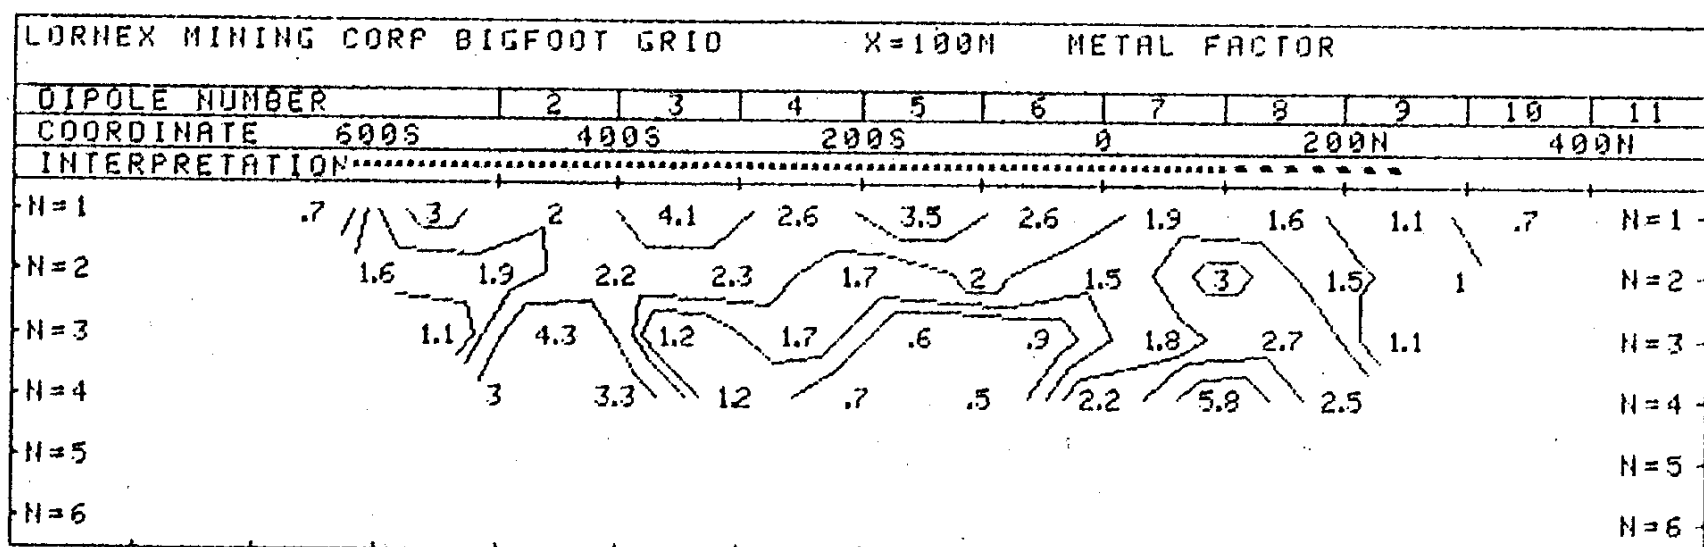 LORNEX MINING CORP BIGFOOT GRID X=100M METAL FACTOR
DIPOLE NUMBER 2 3 4 5 6 7 8 9 10 11
COORDINATE 600S 400S 200S 0 200N 400N
INTERPRETATION
N=1 .7 3 2 4.1 2.6 3.5 2.6 1.9 1.6 1.1 .7 N=1
N=2 1.6 1.9 2.2 2.3 1.7 2 1.5 3 1.5 1 N=2
N=3 1.1 4.3 1.2 1.7 .6 .9 1.8 2.7 1.1 N=3
N=4 3 3.3 1.2 .7 .5 2.2 5.8 2.5 N=4
N=5 N=5
N=6 N=6